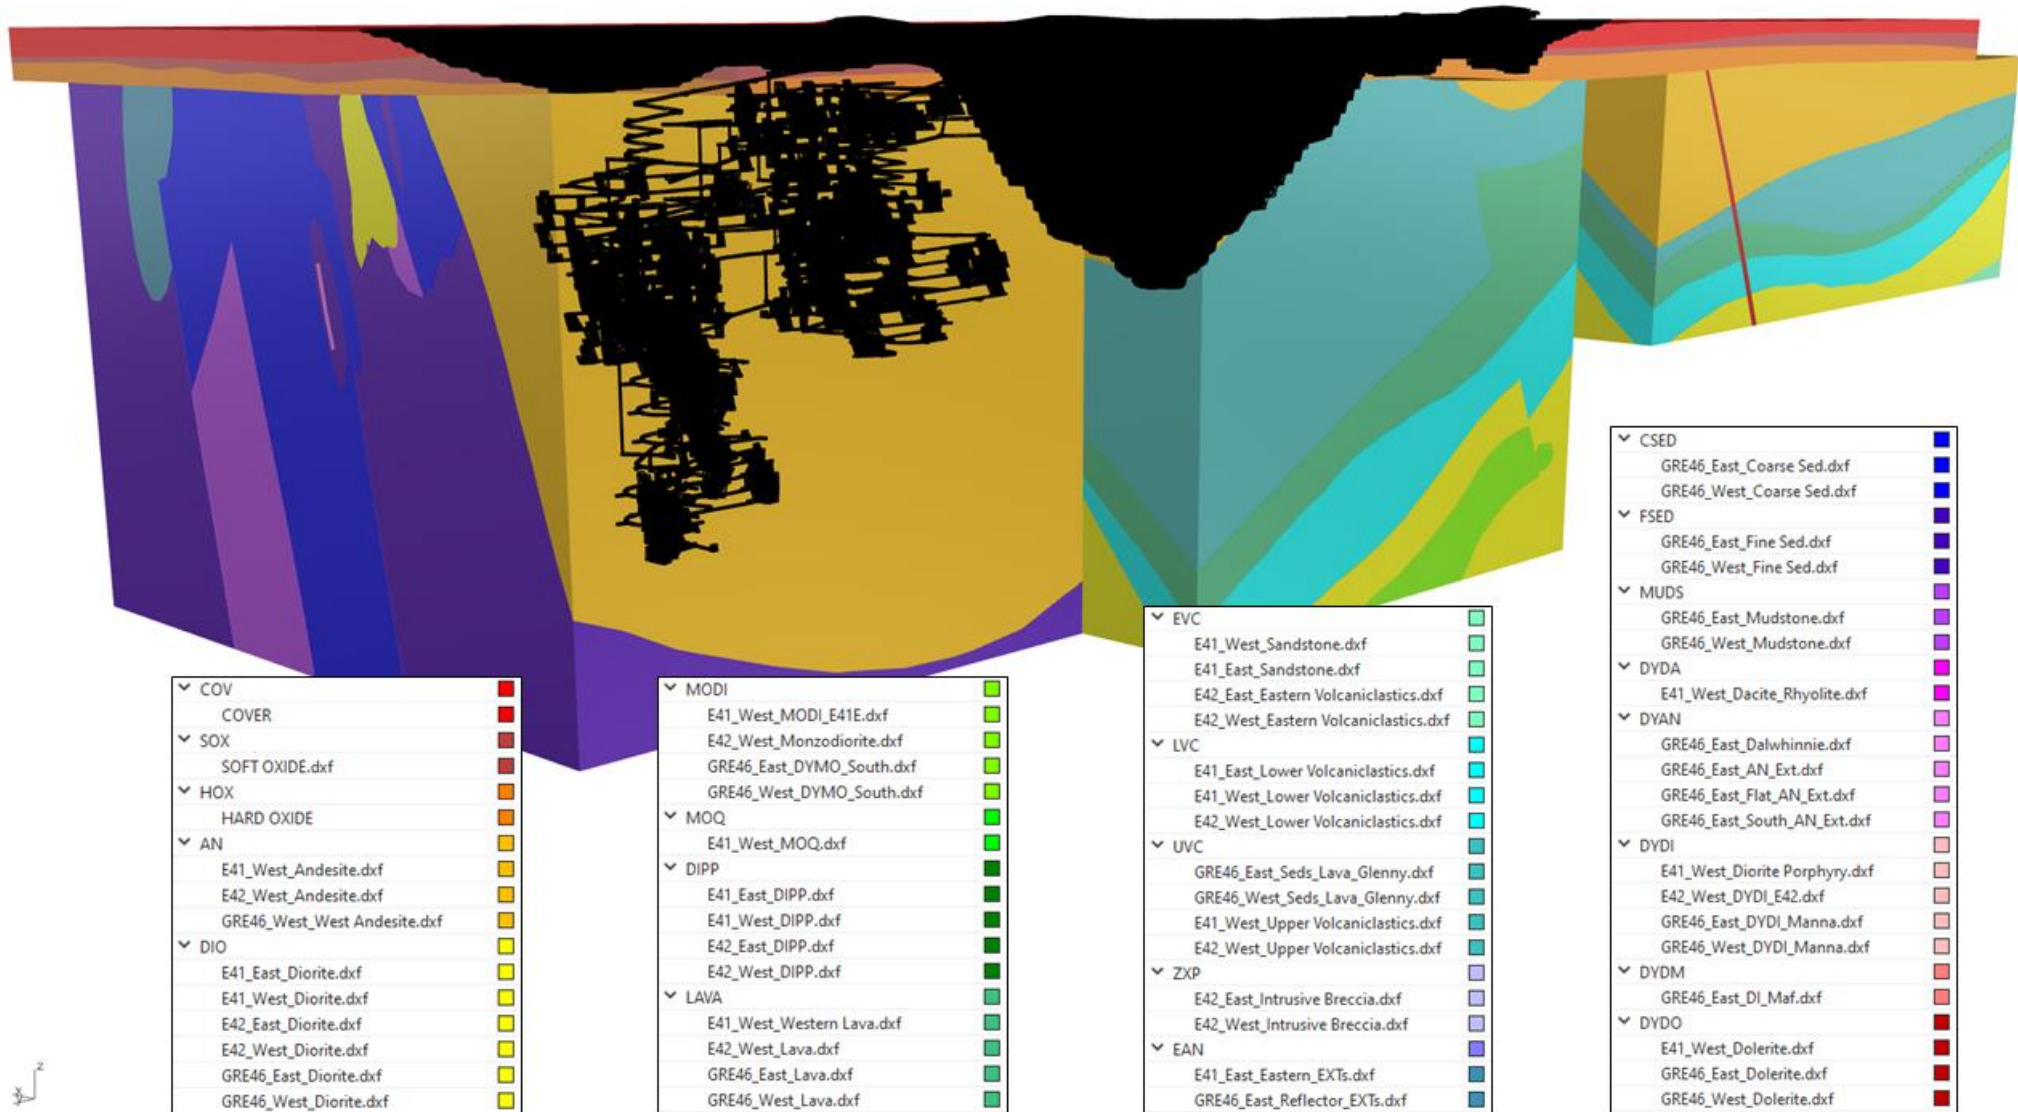 COV
COVER
SOX
SOFT OXIDE.dxf
HOX
HARD OXIDE
AN
E41_West_Andesite.dxf
E42_West_Andesite.dxf
GRE46_West_West Andesite.dxf
DIO
E41_East_Diorite.dxf
E41_West_Diorite.dxf
E42_East_Diorite.dxf
E42_West_Diorite.dxf
GRE46_East_Diorite.dxf
GRE46_West_Diorite.dxf
MODI
E41_West_MODI_E41E.dxf
E42_West_Monzodiorite.dxf
GRE46_East_DYMO_South.dxf
GRE46_West_DYMO_South.dxf
MOQ
E41_West_MOQ.dxf
DIPP
E41_East_DIPP.dxf
E41_West_DIPP.dxf
E42_East_DIPP.dxf
E42_West_DIPP.dxf
LAVA
E41_West_Western Lava.dxf
E42_West_Lava.dxf
GRE46_East_Lava.dxf
GRE46_West_Lava.dxf
EVC
E41_West_Sandstone.dxf
E41_East_Sandstone.dxf
E42_East_Eastern Volcaniclastics.dxf
E42_West_Eastern Volcaniclastics.dxf
LVC
E41_East_Lower Volcaniclastics.dxf
E41_West_Lower Volcaniclastics.dxf
E42_West_Lower Volcaniclastics.dxf
UVC
GRE46_East_Seds_Lava_Glenny.dxf
GRE46_West_Seds_Lava_Glenny.dxf
E41_West_Upper Volcaniclastics.dxf
E42_West_Upper Volcaniclastics.dxf
ZXP
E42_East_Intrusive Breccia.dxf
E42_West_Intrusive Breccia.dxf
EAN
E41_East_Eastern_EXTs.dxf
GRE46_East_Reflector_EXTs.dxf
CSED
GRE46_East_Coarse Sed.dxf
GRE46_West_Coarse Sed.dxf
FSED
GRE46_East_Fine Sed.dxf
GRE46_West_Fine Sed.dxf
MUDS
GRE46_East_Mudstone.dxf
GRE46_West_Mudstone.dxf
DYDA
E41_West_Dacite_Rhyolite.dxf
DYAN
GRE46_East_Dalwhinnie.dxf
GRE46_East_AN_Ext.dxf
GRE46_East_Flat_AN_Ext.dxf
GRE46_East_South_AN_Ext.dxf
DYDI
E41_West_Diorite Porphyry.dxf
E42_West_DYDI_E42.dxf
GRE46_East_DYDI_Manna.dxf
GRE46_West_DYDI_Manna.dxf
DYDM
GRE46_East_DI_Maf.dxf
DYDO
E41_West_Dolerite.dxf
GRE46_East_Dolerite.dxf
GRE46_West_Dolerite.dxf
z